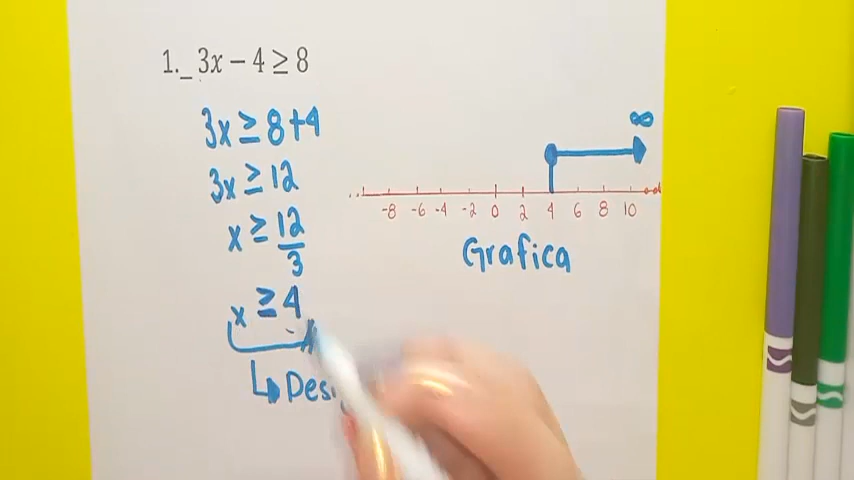 1._ 3x – 4 ≥ 8
3x ≥ 8+4
3x ≥ 12
x ≥ 12/3
x ≥ 4
∞
-8 -6 -4 -2 0 2 4 6 8 10
Grafica